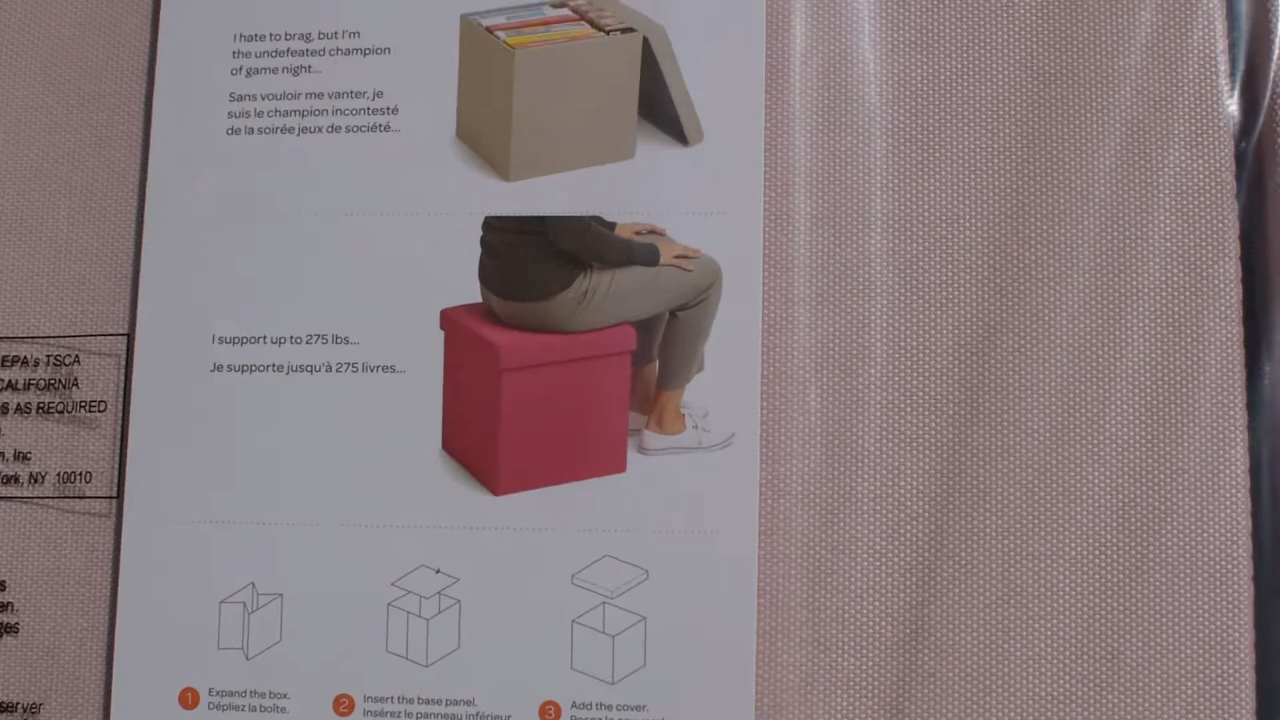 I hate to brag, but I'm
the undefeated champion
of game night...
Sans vouloir me vanter, je
suis le champion incontesté
de la soirée jeux de société...
I support up to 275 lbs...
Je supporte jusqu'à 275 livres...
EPA's TSCA
CALIFORNIA
AS REQUIRED
Inc
NY 10010
1 Expand the box.
Dépliez la boîte.
2 Insert the base panel.
Insérez le panneau inférieur
3 Add the cover.